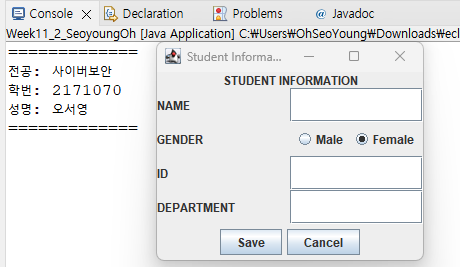 Console Declaration Problems Javadoc
Week11_2_SeoyoungOh [Java Application] C:₩Users₩OhSeoYoung₩Downloads₩ecl
==============
전공: 사이버보안
학번: 2171070
성명: 오서영
==============
Student Informa...
STUDENT INFORMATION
NAME
GENDER Male Female
ID
DEPARTMENT
Save Cancel